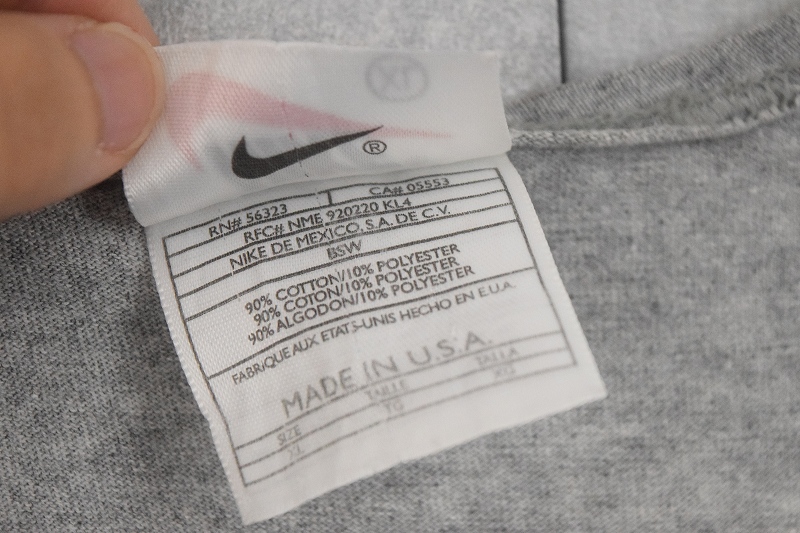 XL
®
RN# 56323 CA# 05553
RFC# NME 920220 KL4
NIKE DE MEXICO, S.A. DE C.V.
BSW
90% COTTON/10% POLYESTER
90% COTON/10% POLYESTER
90% ALGODON/10% POLYESTER
FABRIQUE AUX ETATS-UNIS HECHO EN E.U.A.
MADE IN U.S.A.
SIZE TAILLE TALLA
XL TG XG